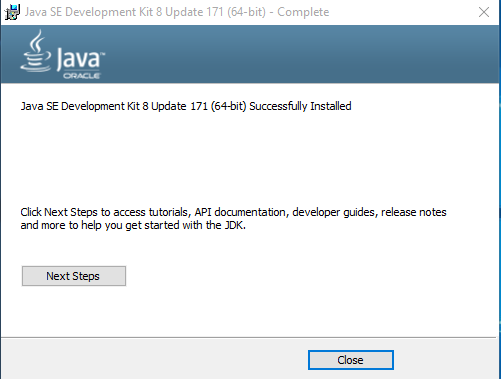 Java SE Development Kit 8 Update 171 (64-bit) - Complete
Java™
ORACLE
Java SE Development Kit 8 Update 171 (64-bit) Successfully Installed
Click Next Steps to access tutorials, API documentation, developer guides, release notes
and more to help you get started with the JDK.
Next Steps
Close